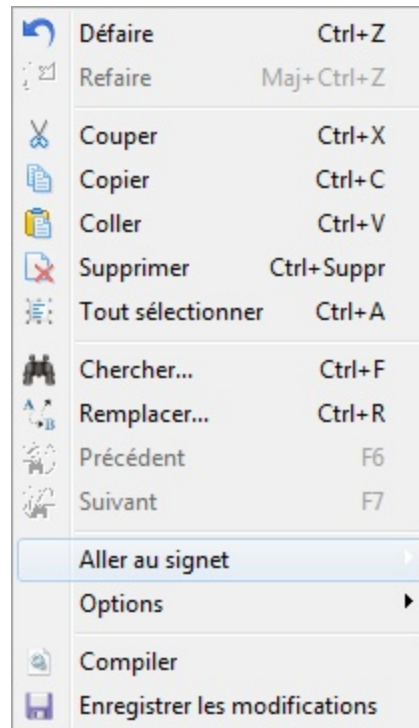 Défaire Ctrl+Z
Refaire Maj+Ctrl+Z
Couper Ctrl+X
Copier Ctrl+C
Coller Ctrl+V
Supprimer Ctrl+Suppr
Tout sélectionner Ctrl+A
Chercher... Ctrl+F
Remplacer... Ctrl+R
Précédent F6
Suivant F7
Aller au signet
Options
Compiler
Enregistrer les modifications